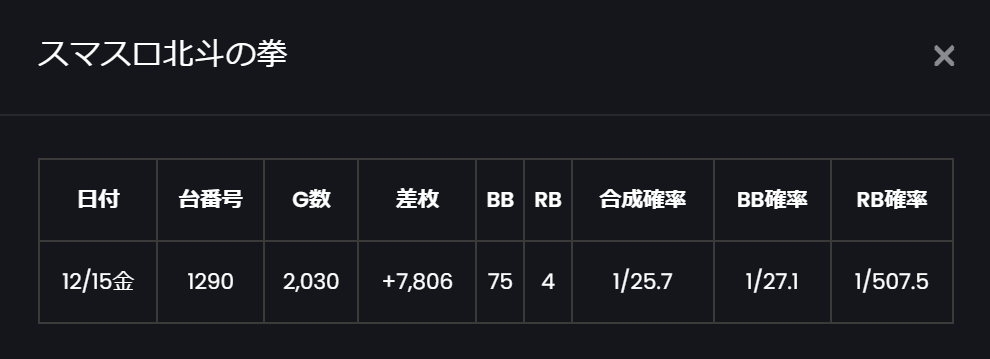 スマスロ北斗の拳
日付 台番号 G数 差枚 BB RB 合成確率 BB確率 RB確率
12/15金 1290 2,030 +7,806 75 4 1/25.7 1/27.1 1/507.5